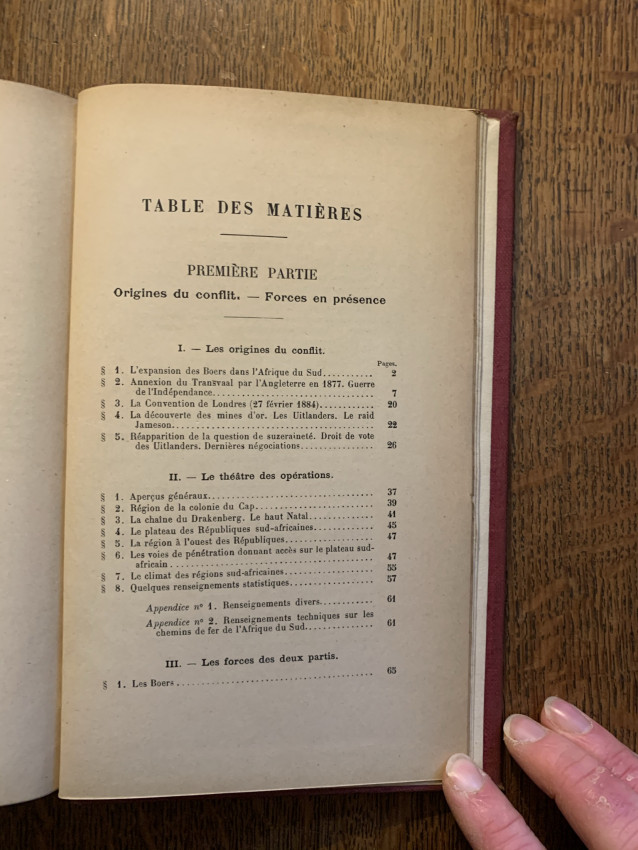 TABLE DES MATIÈRES
PREMIÈRE PARTIE
Origines du conflit. — Forces en présence
I. — Les origines du conflit.
Pages.
§ 1. L'expansion des Boers dans l'Afrique du Sud.......... 2
§ 2. Annexion du Transvaal par l'Angleterre en 1877. Guerre
de l'Indépendance.................................... 7
§ 3. La Convention de Londres (27 février 1884)........... 20
§ 4. La découverte des mines d'or. Les Uitlanders. Le raid
Jameson............................................. 22
§ 5. Réapparition de la question de suzeraineté. Droit de vote
des Uitlanders. Dernières négociations................ 26
II. — Le théâtre des opérations.
§ 1. Aperçus généraux.................................... 37
§ 2. Région de la colonie du Cap.......................... 39
§ 3. La chaîne du Drakenberg. Le haut Natal.............. 41
§ 4. Le plateau des Républiques sud-africaines............. 45
§ 5. La région à l'ouest des Républiques................... 47
§ 6. Les voies de pénétration donnant accès sur le plateau sud-
africain............................................. 47
§ 7. Le climat des régions sud-africaines................... 55
§ 8. Quelques renseignements statistiques.................. 57
Appendice nº 1. Renseignements divers........... 61
Appendice nº 2. Renseignements techniques sur les
chemins de fer de l'Afrique du Sud............... 61
III. — Les forces des deux partis.
§ 1. Les Boers........................................... 65